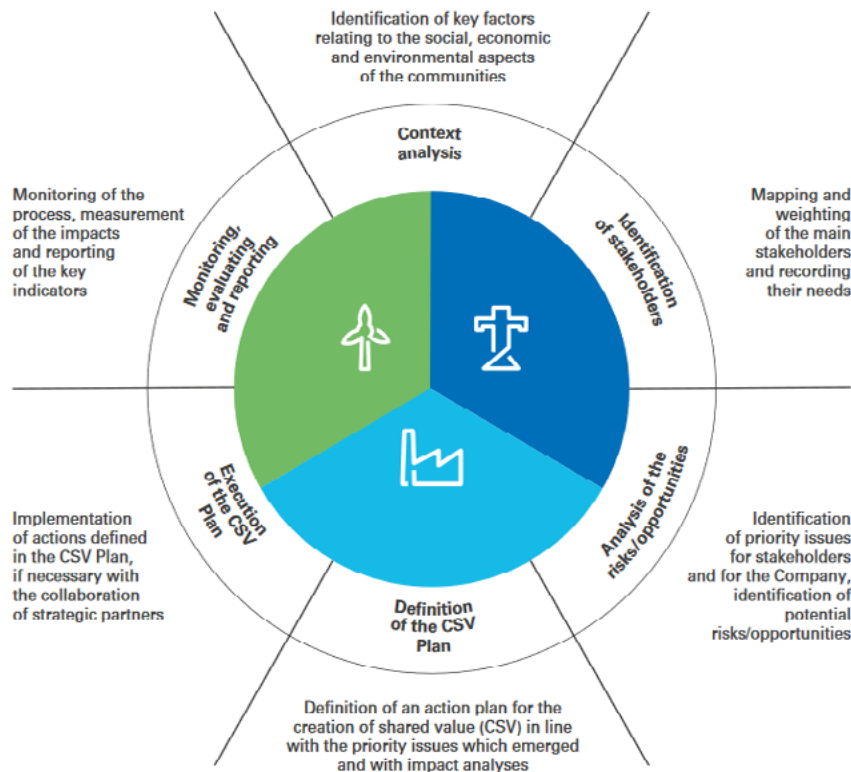 Identification of key factors
relating to the social, economic
and environmental aspects
of the communities
Context
analysis
Mapping and
weighting
of the main
stakeholders
and recording
their needs
Identification
of stakeholders
Identification
of priority issues
for stakeholders
and for the Company,
identification of
potential
risks/opportunities
Analysis of the
risks/opportunities
Definition
of the CSV
Plan
Definition of an action plan for the
creation of shared value (CSV) in line
with the priority issues which emerged
and with impact analyses
Execution
of the CSV
Plan
Implementation
of actions defined
in the CSV Plan,
if necessary with
the collaboration
of strategic partners
Monitoring,
evaluating
and reporting
Monitoring of the
process, measurement
of the impacts
and reporting
of the key
indicators